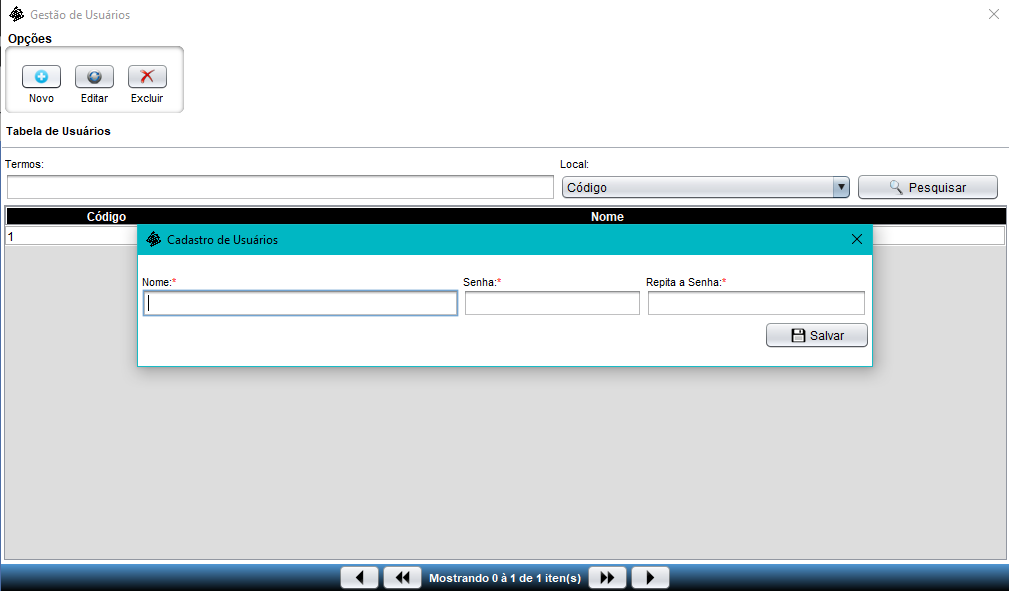 Gestão de Usuários
Opções
Novo Editar Excluir
Tabela de Usuários
Termos: Local:
Código Pesquisar
Código Nome
1
Cadastro de Usuários
Nome:* Senha:* Repita a Senha:*
Salvar
Mostrando 0 à 1 de 1 iten(s)